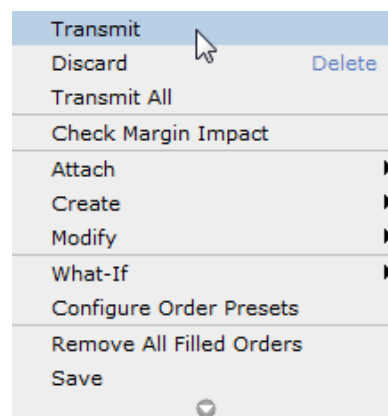 Transmit
Discard Delete
Transmit All
Check Margin Impact
Attach
Create
Modify
What-If
Configure Order Presets
Remove All Filled Orders
Save